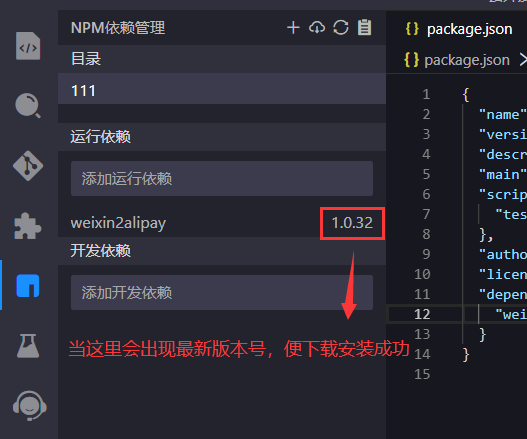 NPM依赖管理
目录
111
运行依赖
添加运行依赖
weixin2alipay 1.0.32
开发依赖
添加开发依赖
当这里会出现最新版本号，便下载安装成功
{} package.json
{} package.json >
1 {
2 "name"
3 "versi
4 "descr
5 "main"
6 "scrip
7 "tes
8 },
9 "autho
10 "licen
11 "depen
12 "wei
13 }
14 }
15